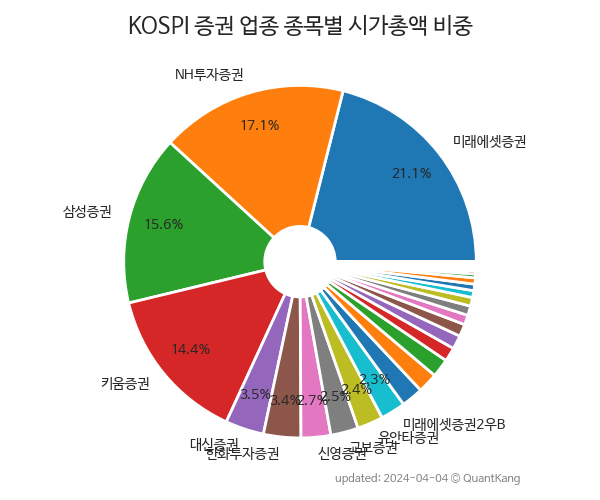 KOSPI 증권 업종 종목별 시가총액 비중
NH투자증권
17.1%
미래에셋증권
21.1%
삼성증권
15.6%
14.4%
키움증권
3.5%
3.4%
2.7%
2.5%
2.4%
2.3%
대신증권
한화투자증권
신영증권
교보증권
유안타증권
미래에셋증권2우B
updated: 2024-04-04 © QuantKang